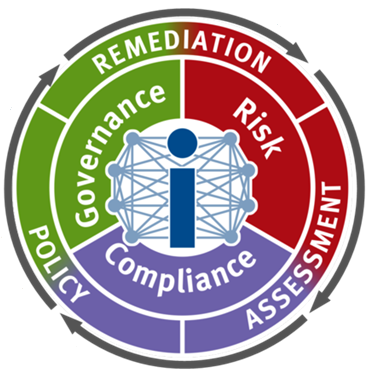 REMEDIATION
Governance
Risk
i
Compliance
POLICY
ASSESSMENT